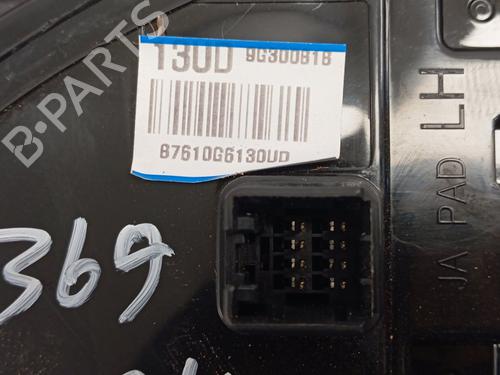 13UD 9G300818
87610G6130UD
B-PARTS
369
JA PAD LH